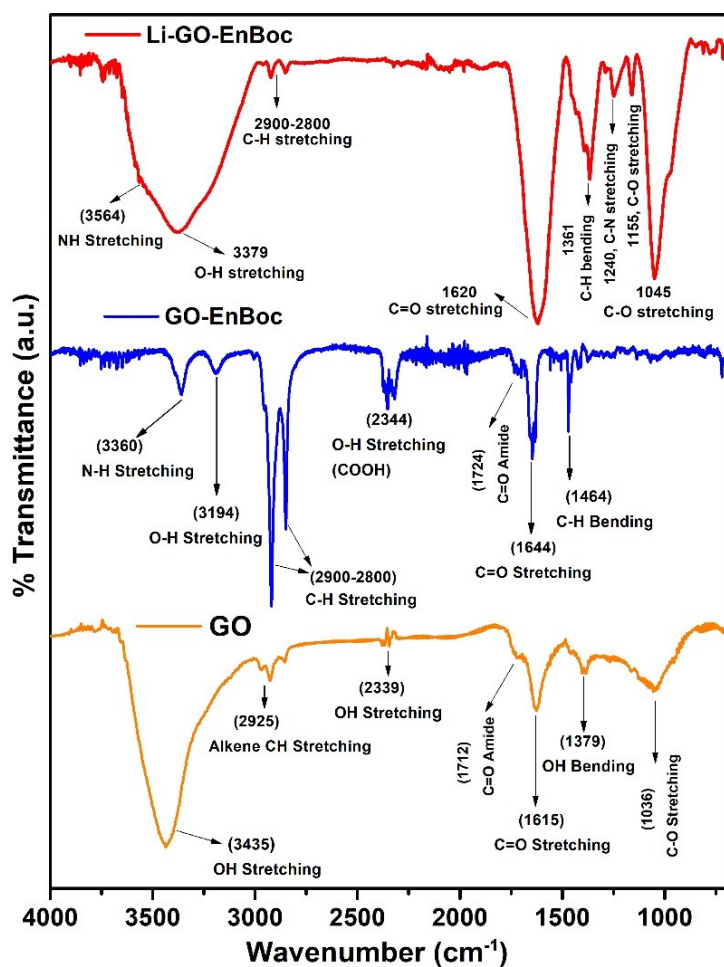 Li-GO-EnBoc
2900-2800
C-H stretching
(3564)
NH Stretching
3379
O-H stretching
1620
C=O stretching
1361
C-H bending
1240, C-N stretching
1155, C-O stretching
1045
C-O stretching
GO-EnBoc
(3360)
N-H Stretching
(3194)
O-H Stretching
(2900-2800)
C-H Stretching
(2344)
O-H Stretching
(COOH)
(1724)
C=O Amide
(1644)
C=O Stretching
(1464)
C-H Bending
GO
(3435)
OH Stretching
(2925)
Alkene CH Stretching
(2339)
OH Stretching
(1712)
C=O Amide
(1615)
C=O Stretching
(1379)
OH Bending
(1036)
C-O Stretching
% Transmittance (a.u.)
4000 3500 3000 2500 2000 1500 1000
Wavenumber (cm⁻¹)